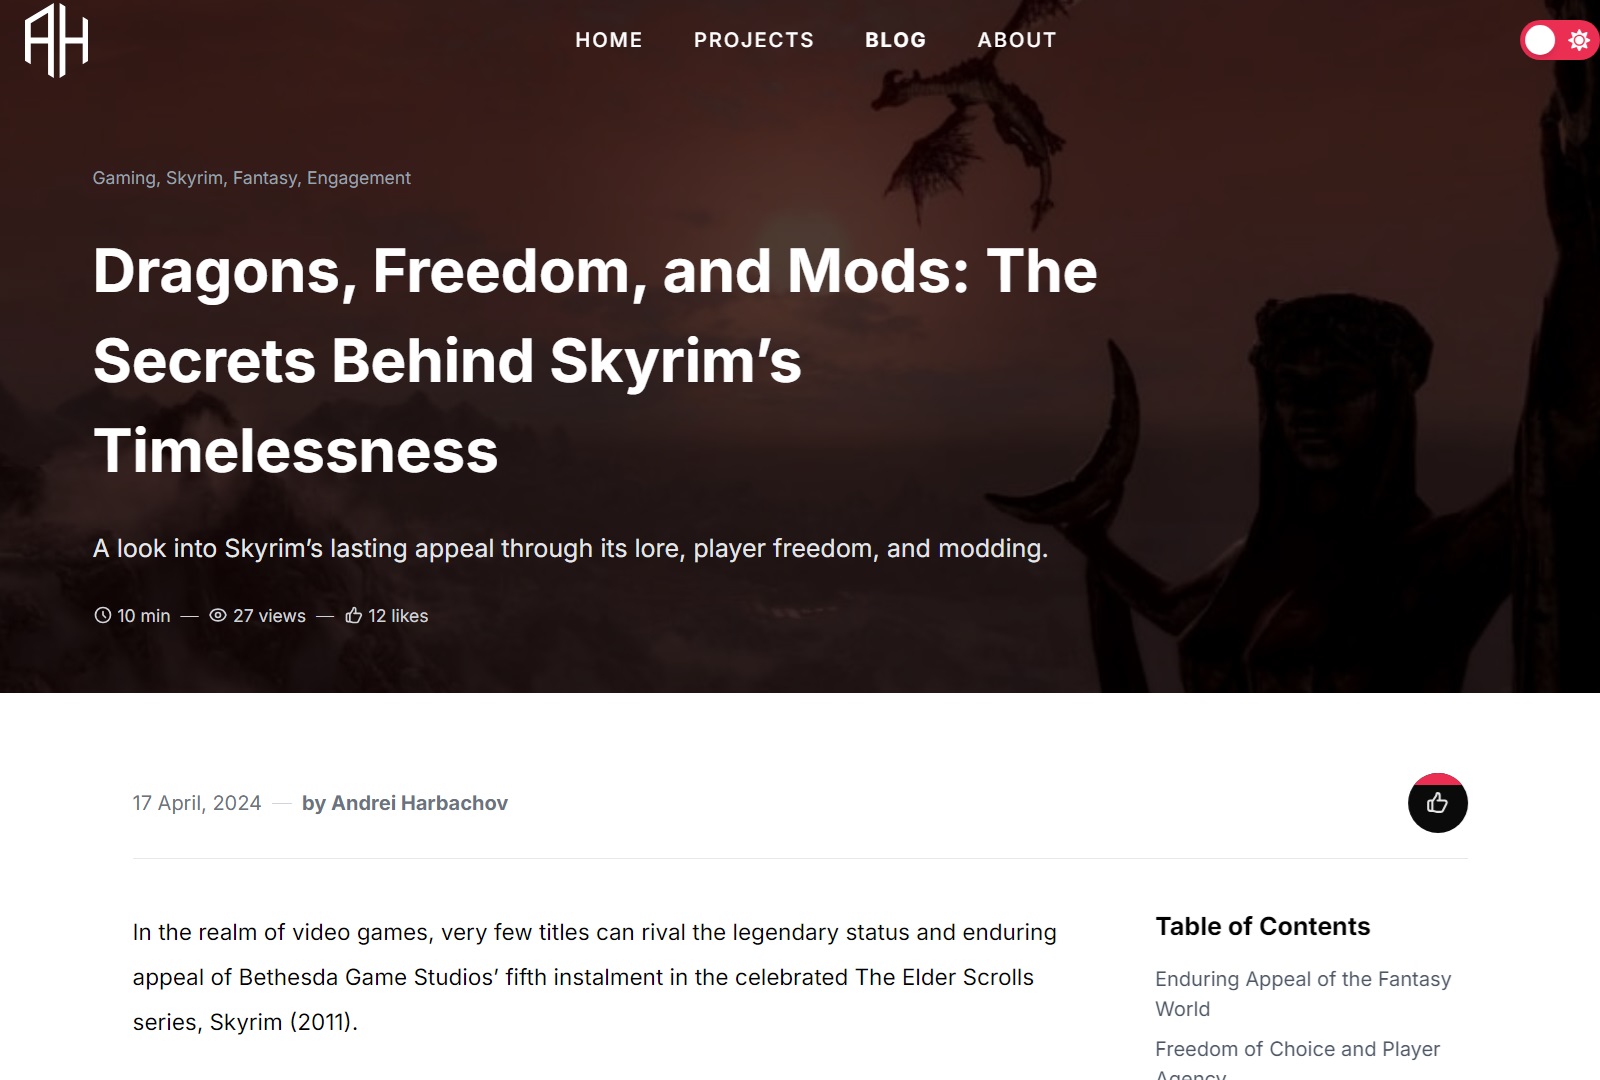 AH
HOME PROJECTS BLOG ABOUT
Gaming, Skyrim, Fantasy, Engagement
Dragons, Freedom, and Mods: The
Secrets Behind Skyrim’s
Timelessness
A look into Skyrim’s lasting appeal through its lore, player freedom, and modding.
10 min — 27 views — 12 likes
17 April, 2024 — by Andrei Harbachov
In the realm of video games, very few titles can rival the legendary status and enduring
appeal of Bethesda Game Studios’ fifth instalment in the celebrated The Elder Scrolls
series, Skyrim (2011).
Table of Contents
Enduring Appeal of the Fantasy
World
Freedom of Choice and Player
Agency